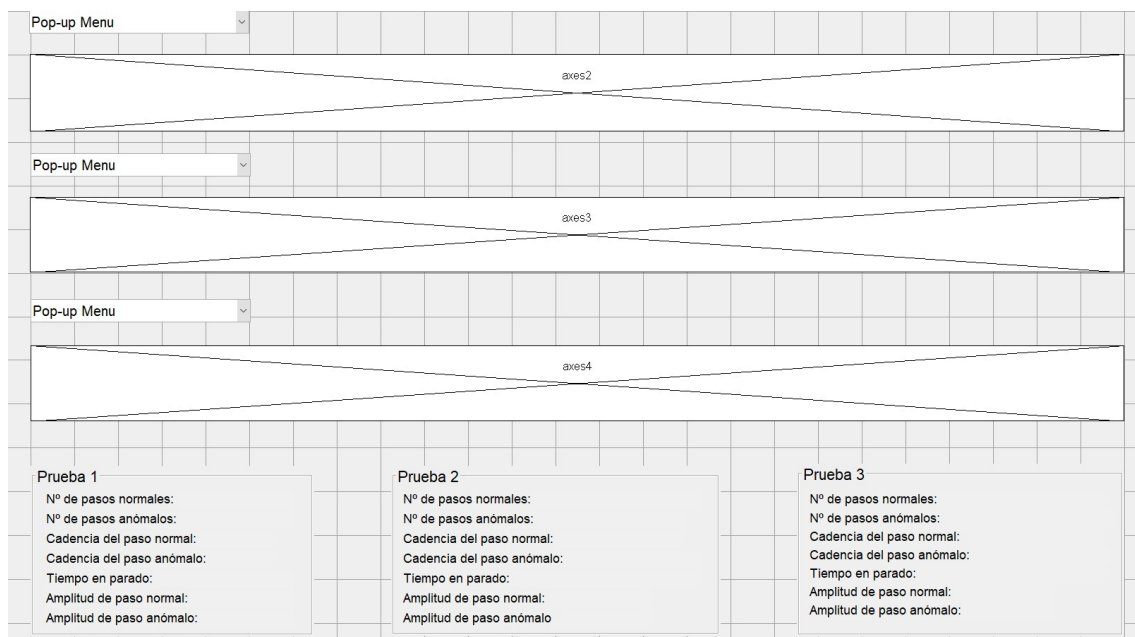 Pop-up Menu
axes2
Pop-up Menu
axes3
Pop-up Menu
axes4
Prueba 1
Nº de pasos normales:
Nº de pasos anómalos:
Cadencia del paso normal:
Cadencia del paso anómalo:
Tiempo en parado:
Amplitud de paso normal:
Amplitud de paso anómalo:
Prueba 2
Nº de pasos normales:
Nº de pasos anómalos:
Cadencia del paso normal:
Cadencia del paso anómalo:
Tiempo en parado:
Amplitud de paso normal:
Amplitud de paso anómalo
Prueba 3
Nº de pasos normales:
Nº de pasos anómalos:
Cadencia del paso normal:
Cadencia del paso anómalo:
Tiempo en parado:
Amplitud de paso normal:
Amplitud de paso anómalo: